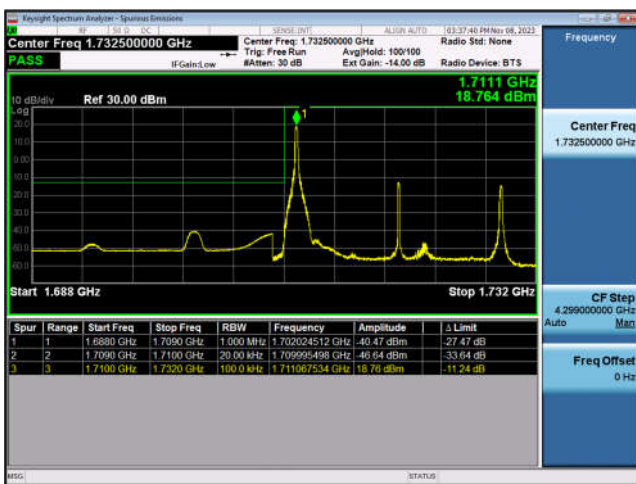 Keysight Spectrum Analyzer - Spurious Emissions
RF 50 Ω DC SENSE:INT ALIGN AUTO 03:37:40 PM Nov 08, 2023
Center Freq 1.732500000 GHz
Center Freq: 1.732500000 GHz
Radio Std: None
Trig: Free Run Avg|Hold: 100/100
PASS
IFGain:Low
#Atten: 30 dB Ext Gain: -14.00 dB
Radio Device: BTS
Frequency
1.7111 GHz
10 dB/div Ref 30.00 dBm 18.764 dBm
Log
20.0
10.0
0.00
-10.0
-20.0
-30.0
-40.0
-50.0
-60.0
1
Start 1.688 GHz Stop 1.732 GHz
Center Freq
1.732500000 GHz
CF Step
4.299000000 GHz
Auto Man
Freq Offset
0 Hz
Spur Range Start Freq Stop Freq RBW Frequency Amplitude Δ Limit
1 1 1.6880 GHz 1.7090 GHz 1.000 MHz 1.702024512 GHz -40.47 dBm -27.47 dB
2 2 1.7090 GHz 1.7100 GHz 20.00 kHz 1.709995498 GHz -46.64 dBm -33.64 dB
3 3 1.7100 GHz 1.7320 GHz 100.0 kHz 1.711067534 GHz 18.76 dBm -11.24 dB
MSG STATUS